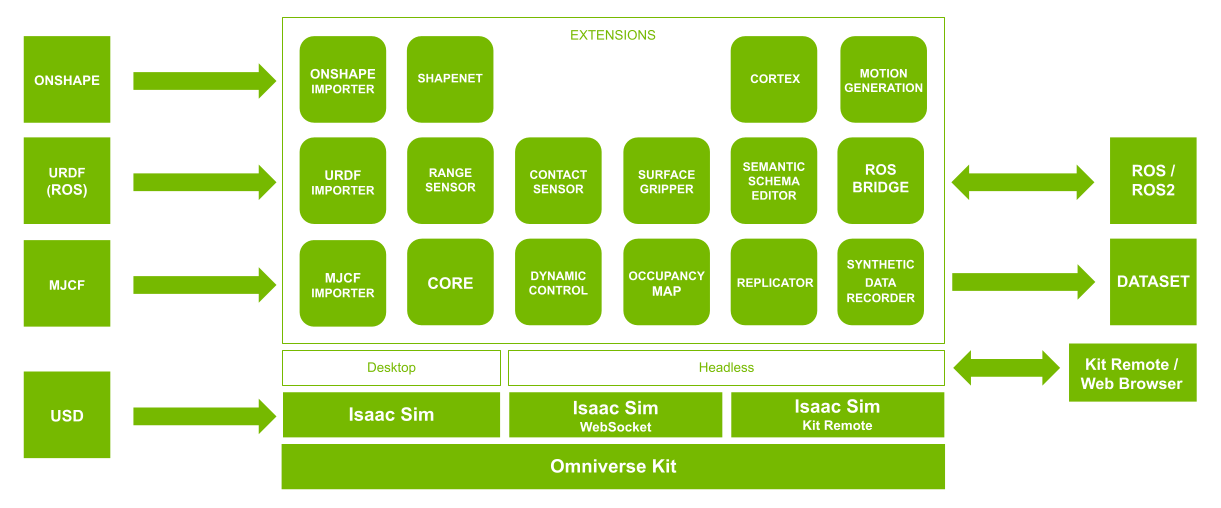 EXTENSIONS
ONSHAPE
ONSHAPE
IMPORTER
SHAPENET
CORTEX
MOTION
GENERATION
URDF
(ROS)
URDF
IMPORTER
RANGE
SENSOR
CONTACT
SENSOR
SURFACE
GRIPPER
SEMANTIC
SCHEMA
EDITOR
ROS
BRIDGE
ROS /
ROS2
MJCF
MJCF
IMPORTER
CORE
DYNAMIC
CONTROL
OCCUPANCY
MAP
REPLICATOR
SYNTHETIC
DATA
RECORDER
DATASET
Desktop
Headless
Kit Remote /
Web Browser
USD
Isaac Sim
Isaac Sim
WebSocket
Isaac Sim
Kit Remote
Omniverse Kit